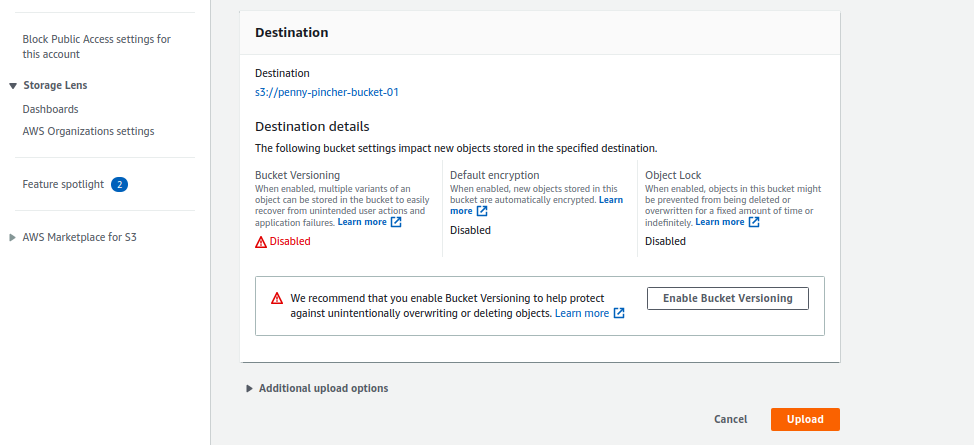 Block Public Access settings for
this account
Storage Lens
Dashboards
AWS Organizations settings
Feature spotlight 2
AWS Marketplace for S3
Destination
Destination
s3://penny-pincher-bucket-01
Destination details
The following bucket settings impact new objects stored in the specified destination.
Bucket Versioning
When enabled, multiple variants of an
object can be stored in the bucket to easily
recover from unintended user actions and
application failures. Learn more
Disabled
Default encryption
When enabled, new objects stored in this
bucket are automatically encrypted. Learn
more
Disabled
Object Lock
When enabled, objects in this bucket might
be prevented from being deleted or
overwritten for a fixed amount of time or
indefinitely. Learn more
Disabled
We recommend that you enable Bucket Versioning to help protect
against unintentionally overwriting or deleting objects. Learn more
Enable Bucket Versioning
Additional upload options
Cancel
Upload